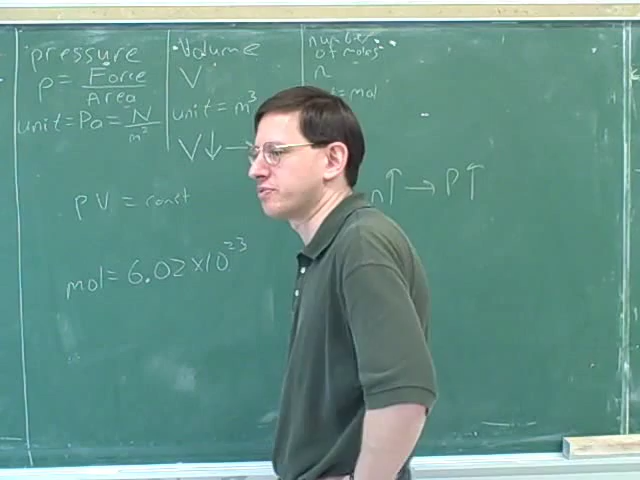 pressure
P = Force
Area
unit = Pa = N
m²
Volume
V
unit = m³
V↓→
number
of moles
n
= mol
PV = const
n↑ → P↑
mol = 6.02 × 10²³